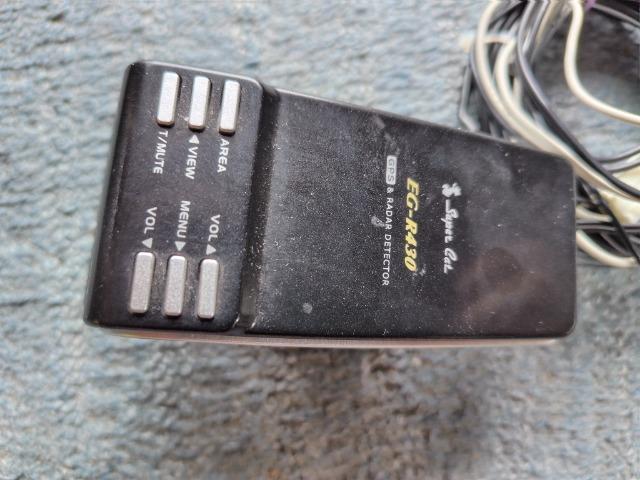 Super Cat
EG-R430
GPS & RADAR DETECTOR
AREA
◀VIEW
T/MUTE
VOL▲
MENU▶
VOL▼